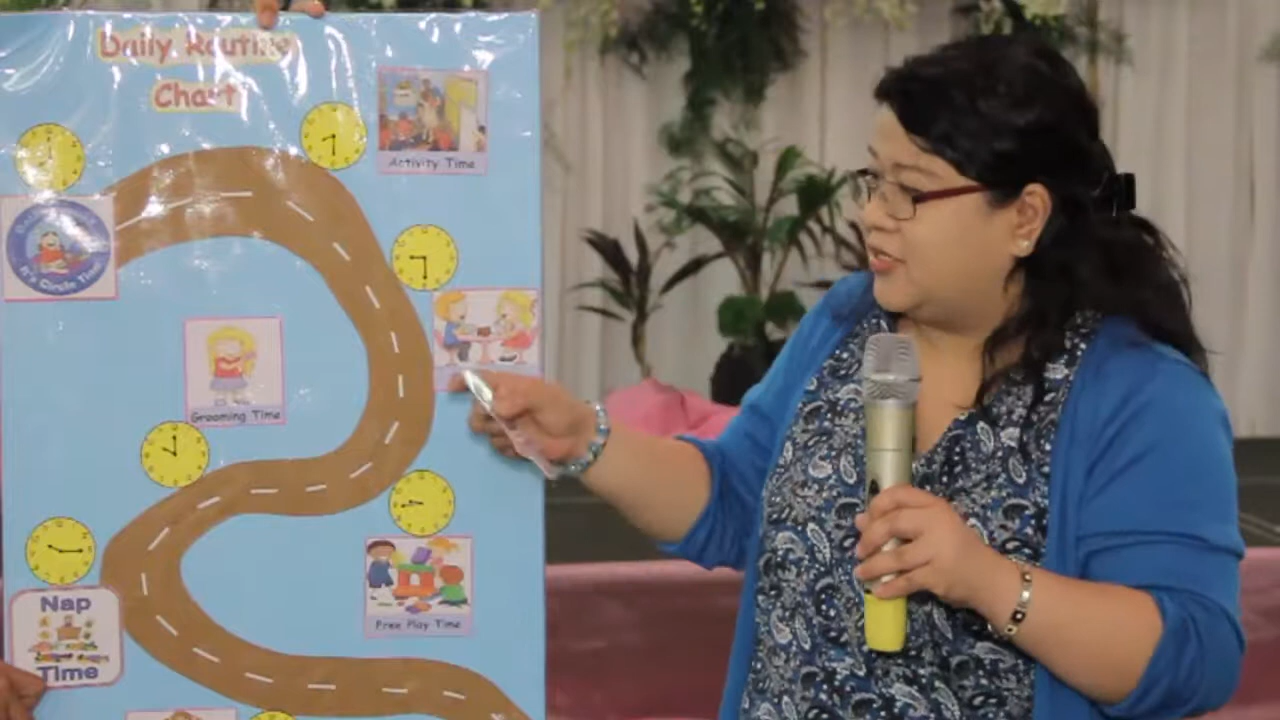 Daily Routine
Chart
Activity Time
It's Circle Time
Grooming Time
Free Play Time
Nap
Time